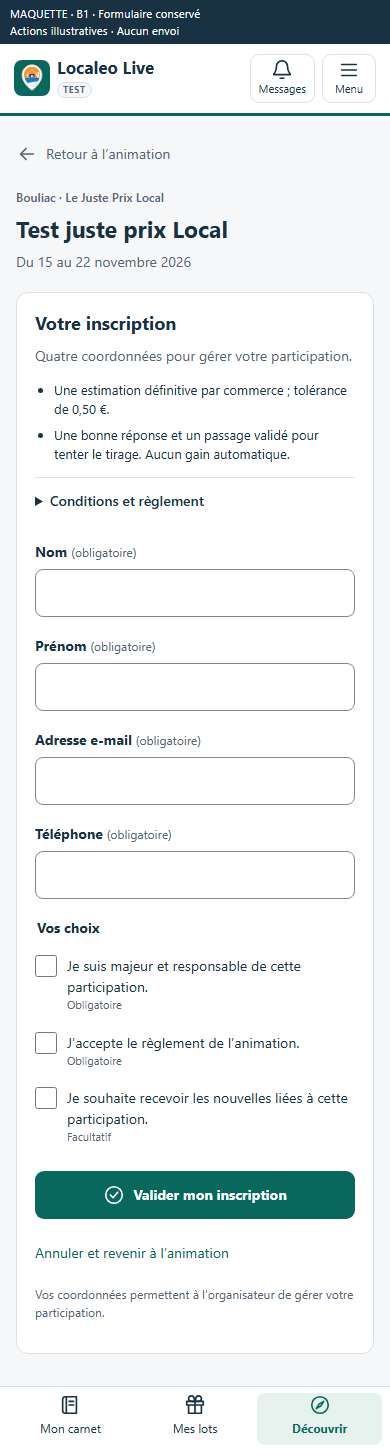 MAQUETTE · B1 · Formulaire conservé
Actions illustratives · Aucun envoi
Localeo Live
TEST
Messages
Menu
Retour à l’animation
Bouliac · Le Juste Prix Local
Test juste prix Local
Du 15 au 22 novembre 2026
Votre inscription
Quatre coordonnées pour gérer votre participation.
Une estimation définitive par commerce ; tolérance
de 0,50 €.
Une bonne réponse et un passage validé pour
tenter le tirage. Aucun gain automatique.
Conditions et règlement
Nom (obligatoire)
Prénom (obligatoire)
Adresse e-mail (obligatoire)
Téléphone (obligatoire)
Vos choix
Je suis majeur et responsable de cette
participation.
Obligatoire
J’accepte le règlement de l’animation.
Obligatoire
Je souhaite recevoir les nouvelles liées à cette
participation.
Facultatif
Valider mon inscription
Annuler et revenir à l’animation
Vos coordonnées permettent à l’organisateur de gérer votre
participation.
Mon carnet
Mes lots
Découvrir